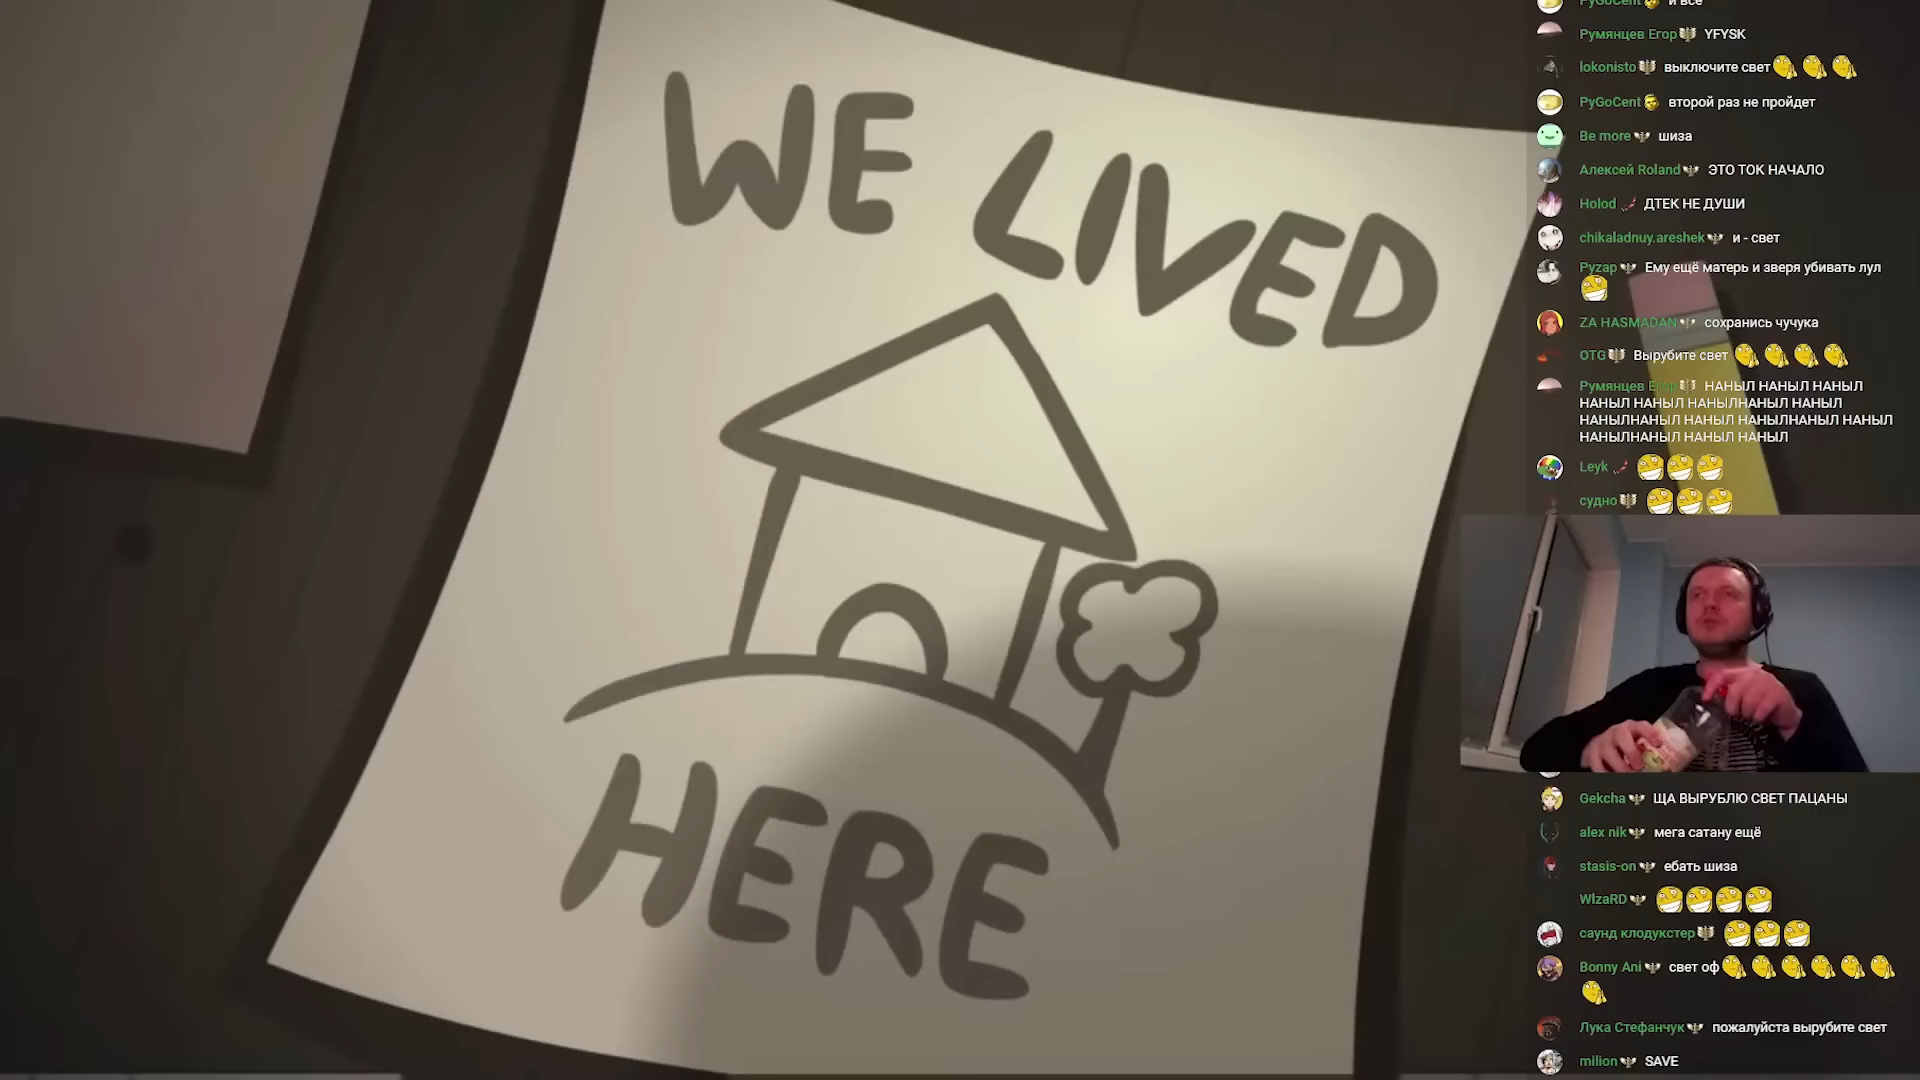 WE LIVED
HERE
PyGoCent и все
Румянцев Егор YFYSK
lokonisto выключите свет
PyGoCent второй раз не пройдет
Be more шиза
Алексей Roland ЭТО ТОК НАЧАЛО
Holod ДТЕК НЕ ДУШИ
chikaladnuy.areshek и - свет
Pyzap Ему ещё матерь и зверя убивать лул
ZA HASMADAN сохранись чучука
OTG Вырубите свет
Румянцев Егор НАНЫЛ НАНЫЛ НАНЫЛ
НАНЫЛ НАНЫЛ НАНЫЛНАНЫЛ НАНЫЛ
НАНЫЛНАНЫЛ НАНЫЛ НАНЫЛНАНЫЛ НАНЫЛ
НАНЫЛНАНЫЛ НАНЫЛ НАНЫЛ
Leyk
судно
Gekcha ЩА ВЫРУБЛЮ СВЕТ ПАЦАНЫ
alex nik мега сатану ещё
stasis-on ебать шиза
WlzaRD
саунд клодукстер
Bonny Ani свет оф
Лука Стефанчук пожалуйста вырубите свет
milion SAVE